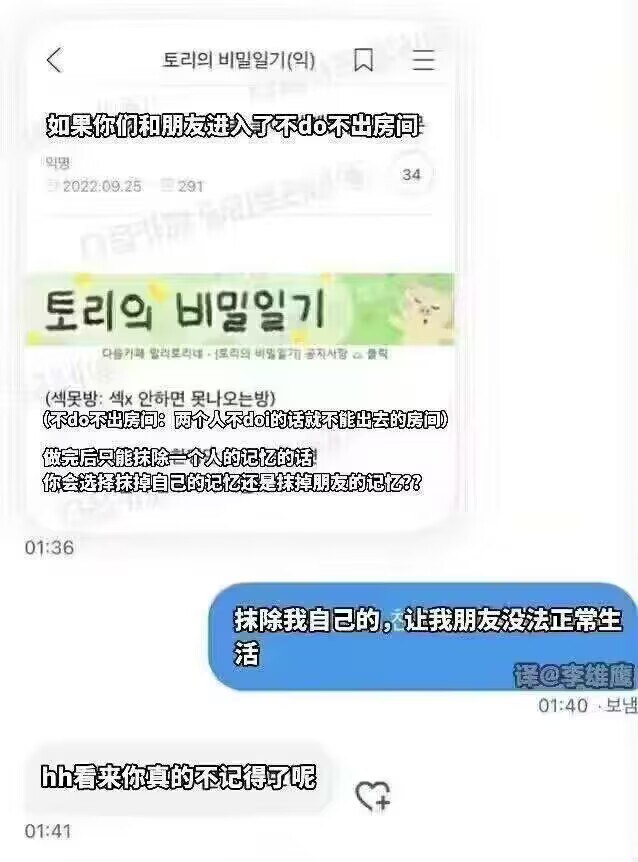 토리의 비밀일기(익)
如果你们和朋友进入了不do不出房间
익명
2022.09.25 291
34
토리의 비밀일기
다음카페 말리토리네 - [토리의 비밀일기] 공지사항 클릭
(섹못방: 섹x 안하면 못나오는방)
（不do不出房间：两个人不doi的话就不能出去的房间）
做完后只能抹除一个人的记忆的话
你会选择抹掉自己的记忆还是抹掉朋友的记忆??
01:36
抹除我自己的，让我朋友没法正常生
活
译@李雄鹰
01:40 · 보냄
hh看来你真的不记得了呢
01:41